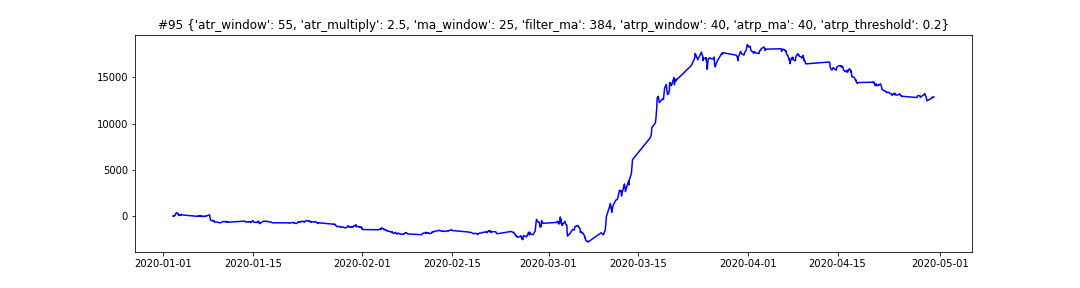 #95 {'atr_window': 55, 'atr_multiply': 2.5, 'ma_window': 25, 'filter_ma': 384, 'atrp_window': 40, 'atrp_ma': 40, 'atrp_threshold': 0.2}
15000
10000
5000
0
2020-01-01 2020-01-15 2020-02-01 2020-02-15 2020-03-01 2020-03-15 2020-04-01 2020-04-15 2020-05-01